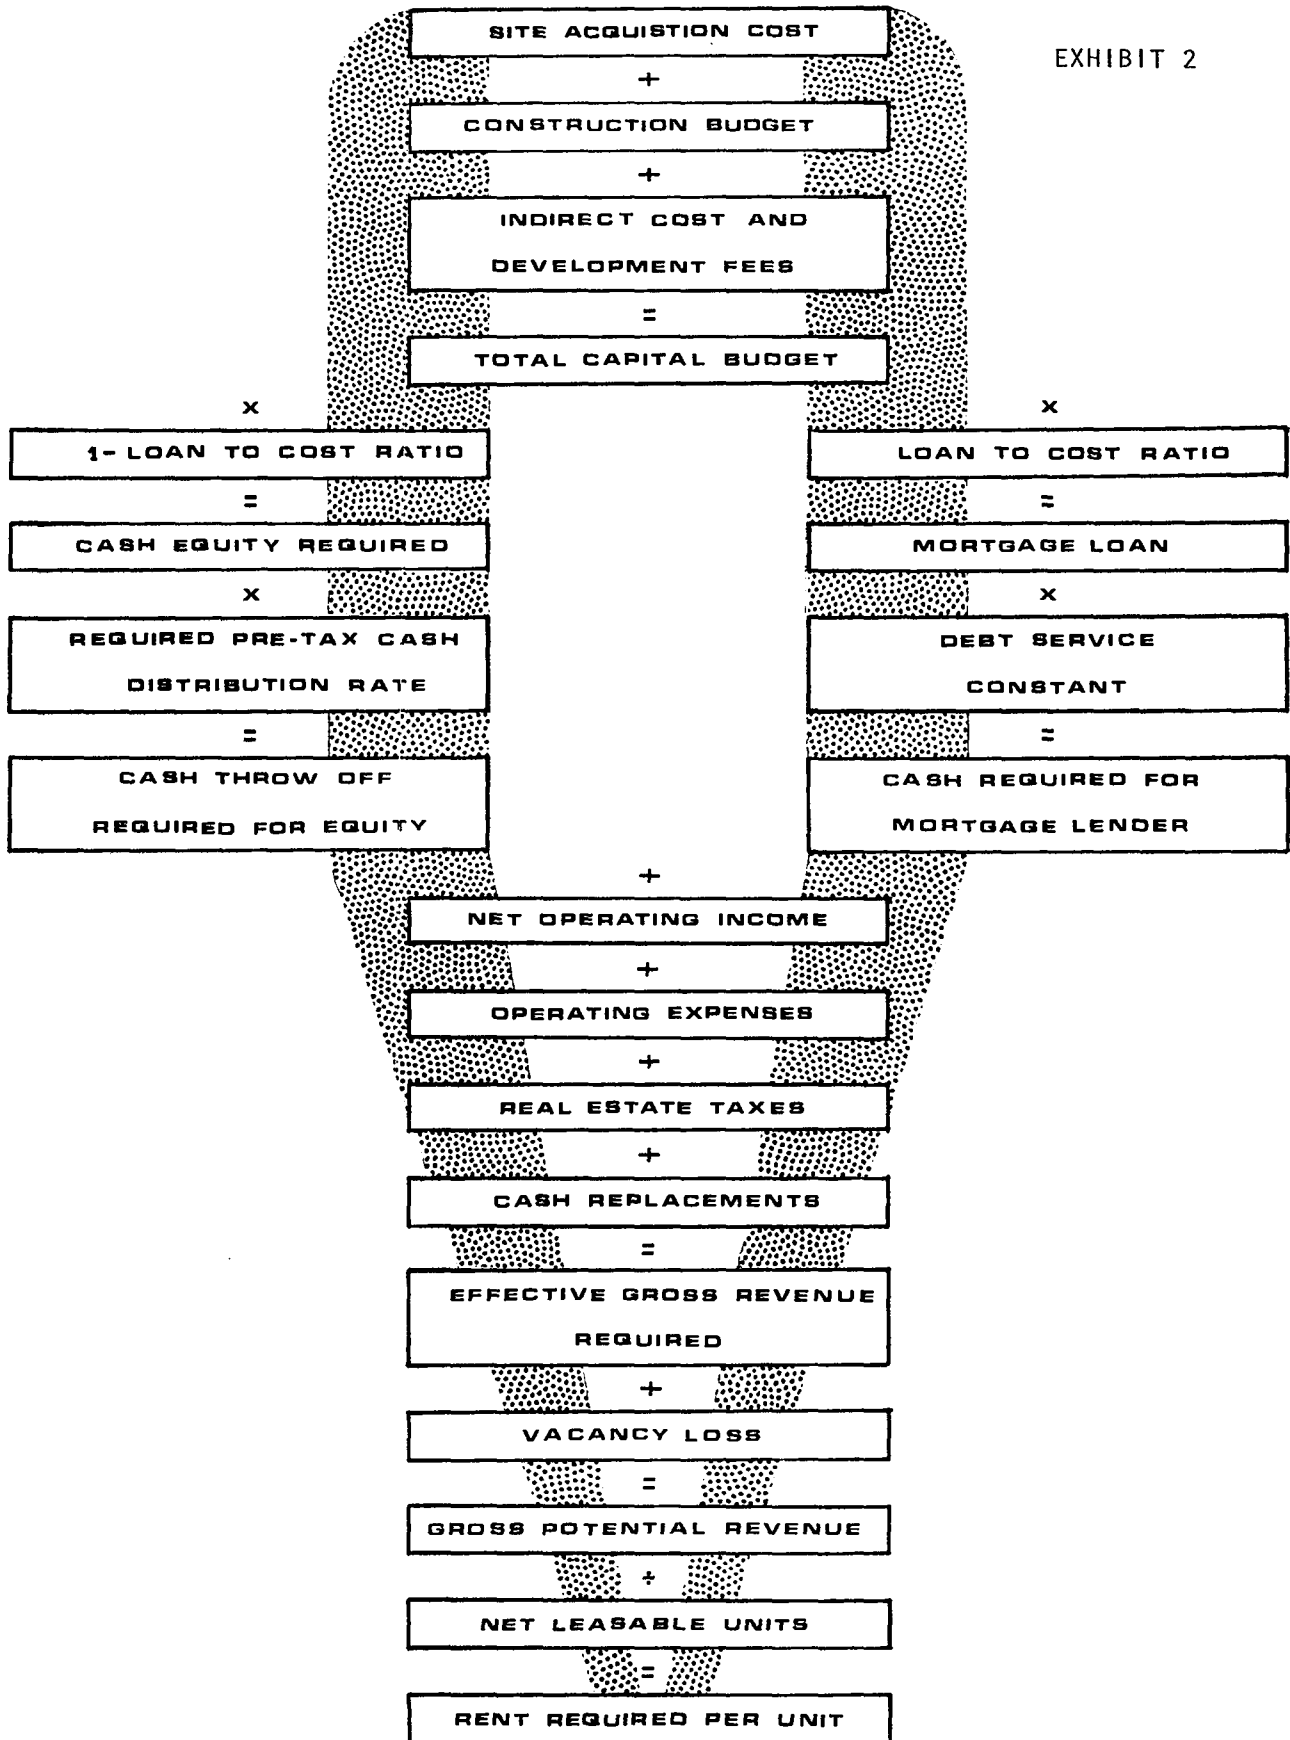 SITE ACQUISTION COST
EXHIBIT 2
+
CONSTRUCTION BUDGET
+
INDIRECT COST AND
DEVELOPMENT FEES
=
TOTAL CAPITAL BUDGET
x
1- LOAN TO COST RATIO
=
CASH EQUITY REQUIRED
x
REQUIRED PRE-TAX CASH
DISTRIBUTION RATE
=
CASH THROW OFF
REQUIRED FOR EQUITY
x
LOAN TO COST RATIO
=
MORTGAGE LOAN
x
DEBT SERVICE
CONSTANT
=
CASH REQUIRED FOR
MORTGAGE LENDER
+
NET OPERATING INCOME
+
OPERATING EXPENSES
+
REAL ESTATE TAXES
+
CASH REPLACEMENTS
=
EFFECTIVE GROSS REVENUE
REQUIRED
+
VACANCY LOSS
=
GROSS POTENTIAL REVENUE
÷
NET LEASABLE UNITS
=
RENT REQUIRED PER UNIT